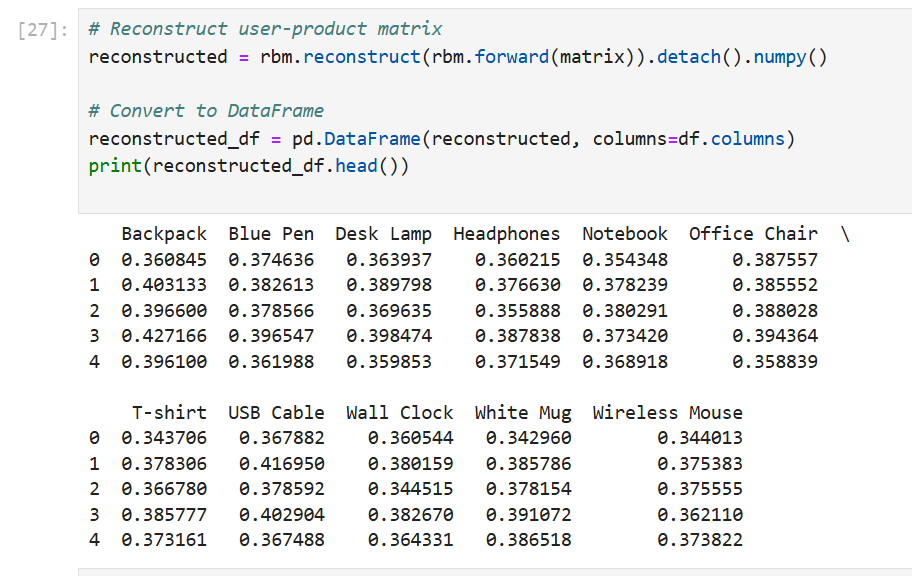 [27]:
# Reconstruct user-product matrix
reconstructed = rbm.reconstruct(rbm.forward(matrix)).detach().numpy()
# Convert to DataFrame
reconstructed_df = pd.DataFrame(reconstructed, columns=df.columns)
print(reconstructed_df.head())
Backpack Blue Pen Desk Lamp Headphones Notebook Office Chair \
0 0.360845 0.374636 0.363937 0.360215 0.354348 0.387557
1 0.403133 0.382613 0.389798 0.376630 0.378239 0.385552
2 0.396600 0.378566 0.369635 0.355888 0.380291 0.388028
3 0.427166 0.396547 0.398474 0.387838 0.373420 0.394364
4 0.396100 0.361988 0.359853 0.371549 0.368918 0.358839
T-shirt USB Cable Wall Clock White Mug Wireless Mouse
0 0.343706 0.367882 0.360544 0.342960 0.344013
1 0.378306 0.416950 0.380159 0.385786 0.375383
2 0.366780 0.378592 0.344515 0.378154 0.375555
3 0.385777 0.402904 0.382670 0.391072 0.362110
4 0.373161 0.367488 0.364331 0.386518 0.373822